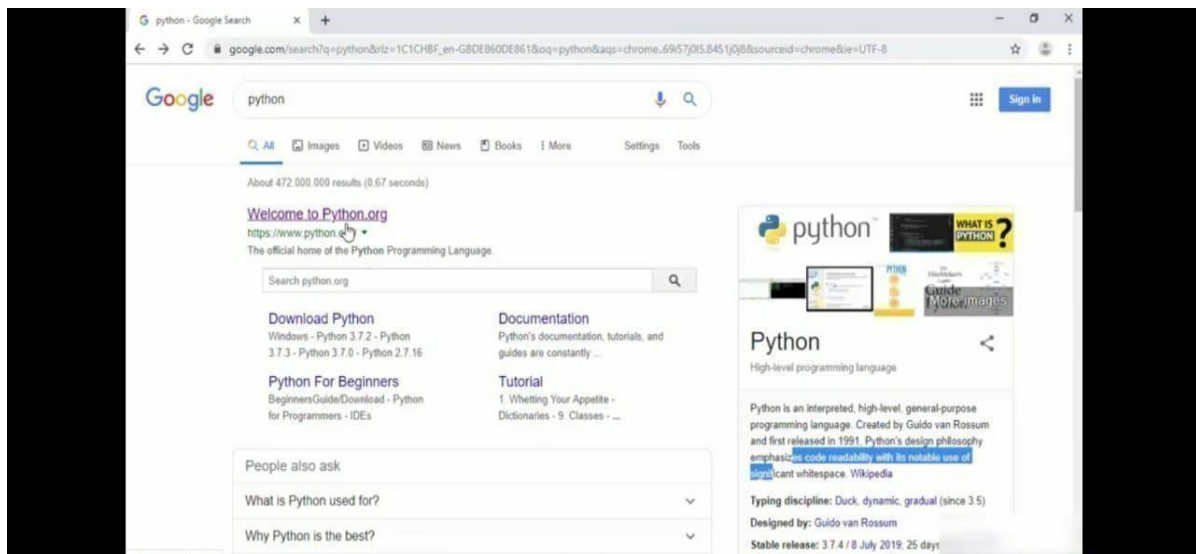 python - Google Search
google.com/search?q=python&rlz=1C1CHBF_en-GBDE860DE861&oq=python&aqs=chrome..69i57j0l5.8451j0j8&sourceid=chrome&ie=UTF-8
Google
python
Sign in
All Images Videos News Books More Settings Tools
About 472.000.000 results (0,67 seconds)
Welcome to Python.org
https://www.python.
The official home of the Python Programming Language.
Search python.org
Download Python
Windows - Python 3.7.2 - Python
3.7.3 - Python 3.7.0 - Python 2.7.16
Documentation
Python's documentation, tutorials, and
guides are constantly ...
Python For Beginners
BeginnersGuide/Download - Python
for Programmers - IDEs
Tutorial
1. Whetting Your Appetite -
Dictionaries - 9. Classes - ...
People also ask
What is Python used for?
Why Python is the best?
python
WHAT IS
PYTHON ?
PYTHON
Hitchhiker's
Guide
More images
Python
High-level programming language
Python is an interpreted, high-level, general-purpose
programming language. Created by Guido van Rossum
and first released in 1991, Python's design philosophy
emphasizes code readability with its notable use of
significant whitespace. Wikipedia
Typing discipline: Duck, dynamic, gradual (since 3.5)
Designed by: Guido van Rossum
Stable release: 3.7.4 / 8 July 2019; 25 days